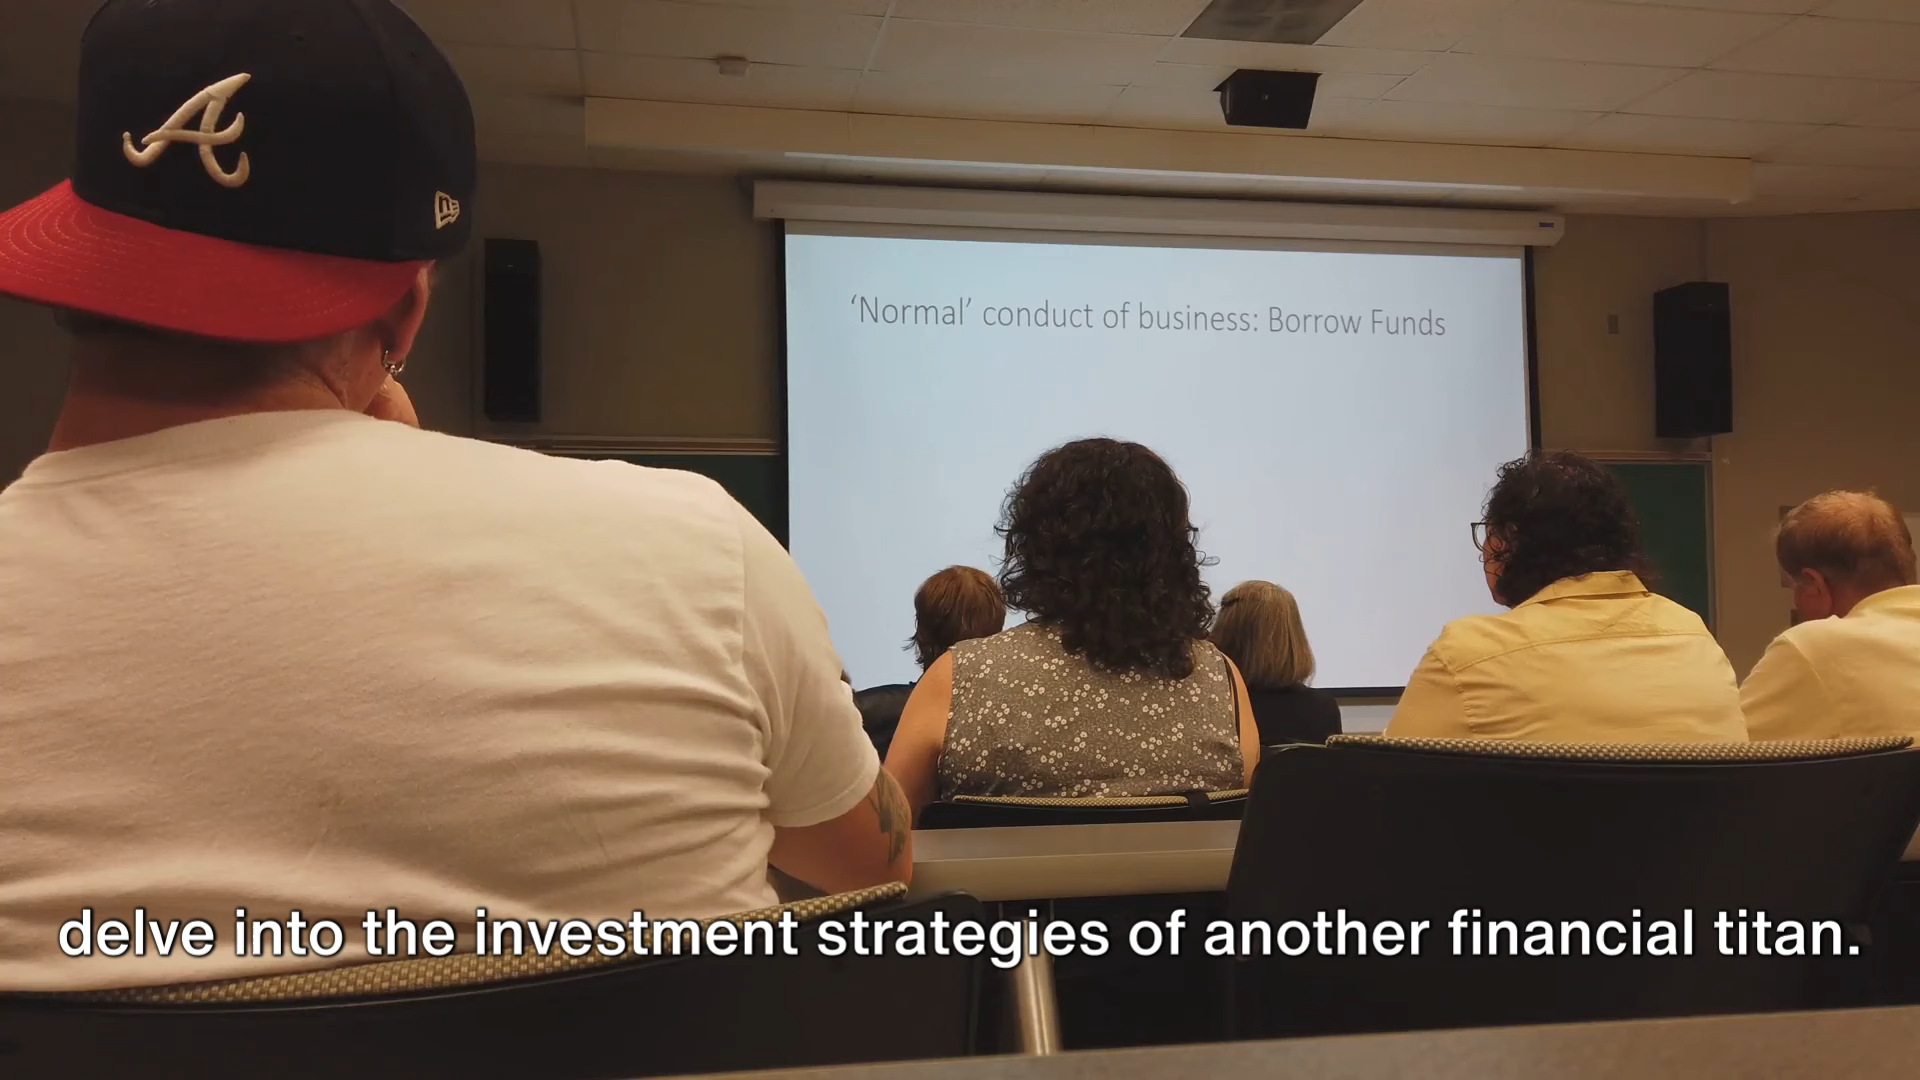 A
‘Normal’ conduct of business: Borrow Funds
delve into the investment strategies of another financial titan.